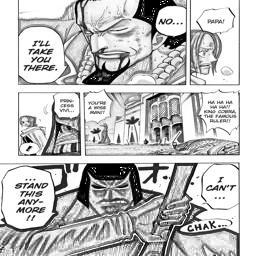 PAPA!
NO...
I'LL
TAKE YOU
THERE.
HA HA HA
HA HA!!
KING COBRA,
THE FAMOUS
RULER!!
YOU'RE
A WISE
MAN!!
PRIN-
CESS
VIVI...
I
CAN'T
...
CHAK...
...
STAND
THIS
ANY-
MORE!!